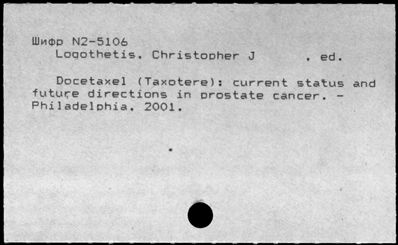 Шифр N2-5106
Logothetis, Christopher J , ed.
Docetaxel (Taxotere): current status and
future directions in prostate cancer. -
Philadelphia, 2001.